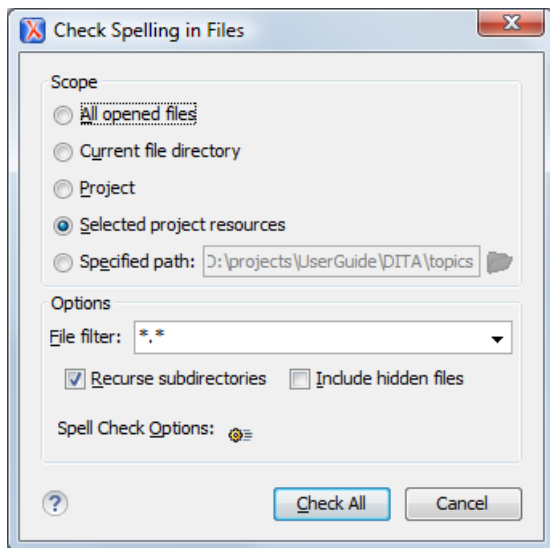 Check Spelling in Files
Scope
All opened files
Current file directory
Project
Selected project resources
Specified path: D:\projects\UserGuide\DITA\topics
Options
File filter: *.*
Recurse subdirectories Include hidden files
Spell Check Options:
? Check All Cancel